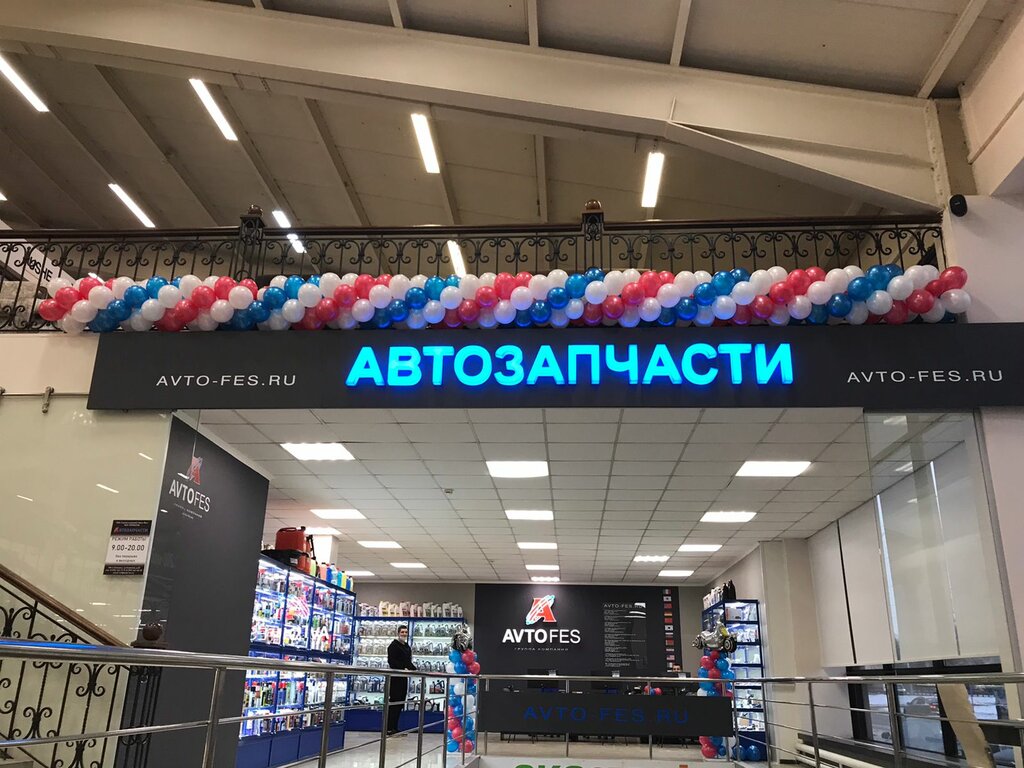 АВТОЗАПЧАСТИ
AVTO-FES.RU
AVTO-FES.RU
AVTOFES
АВТОЗАПЧАСТИ
РЕЖИМ РАБОТЫ
9.00-20.00
AVTOFES
ГРУППА КОМПАНИЙ
AVTO-FES
AVTO-FES.RU